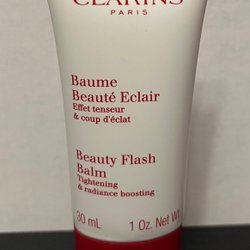 CLARINS
PARIS
Baume
Beauté Eclair
Effet tenseur
& coup d'éclat
Beauty Flash
Balm
Tightening
& radiance boosting
30 mL 1 Oz. Net Wt